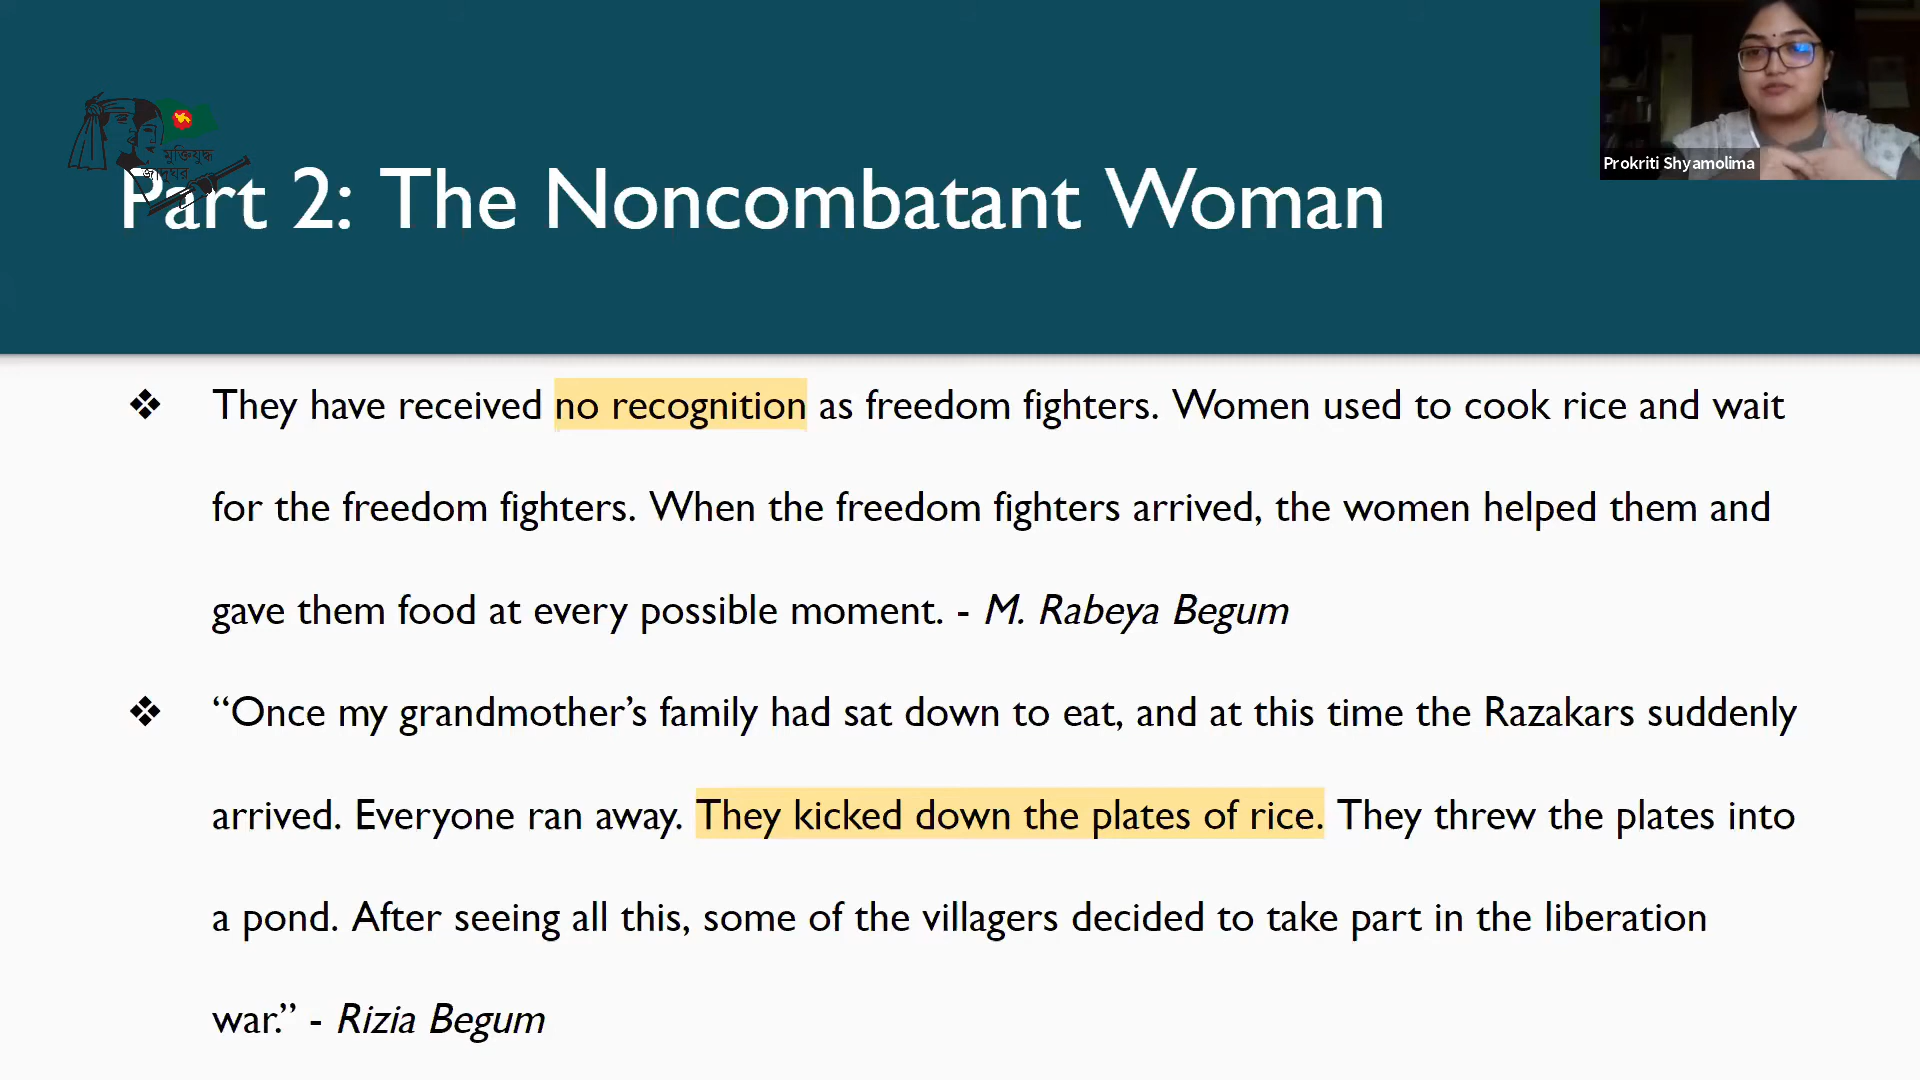 মুক্তিযুদ্ধ
জাদুঘর
Part 2: The Noncombatant Woman
Prokriti Shyamolima
❖ They have received no recognition as freedom fighters. Women used to cook rice and wait
for the freedom fighters. When the freedom fighters arrived, the women helped them and
gave them food at every possible moment. - M. Rabeya Begum
❖ “Once my grandmother’s family had sat down to eat, and at this time the Razakars suddenly
arrived. Everyone ran away. They kicked down the plates of rice. They threw the plates into
a pond. After seeing all this, some of the villagers decided to take part in the liberation
war.” - Rizia Begum